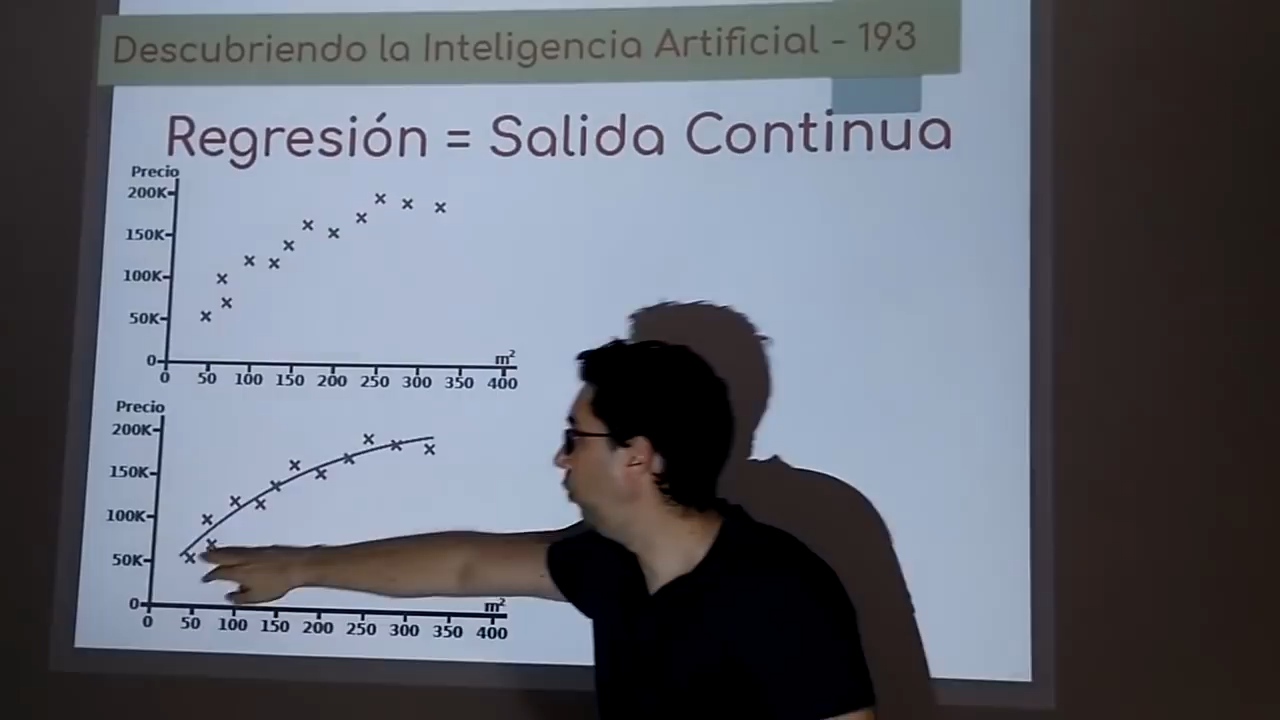 Descubriendo la Inteligencia Artificial - 193
Regresión = Salida Continua
Precio
200K
150K
100K
50K
0
m²
0 50 100 150 200 250 300 350 400
Precio
200K
150K
100K
50K
0
m²
0 50 100 150 200 250 300 350 400